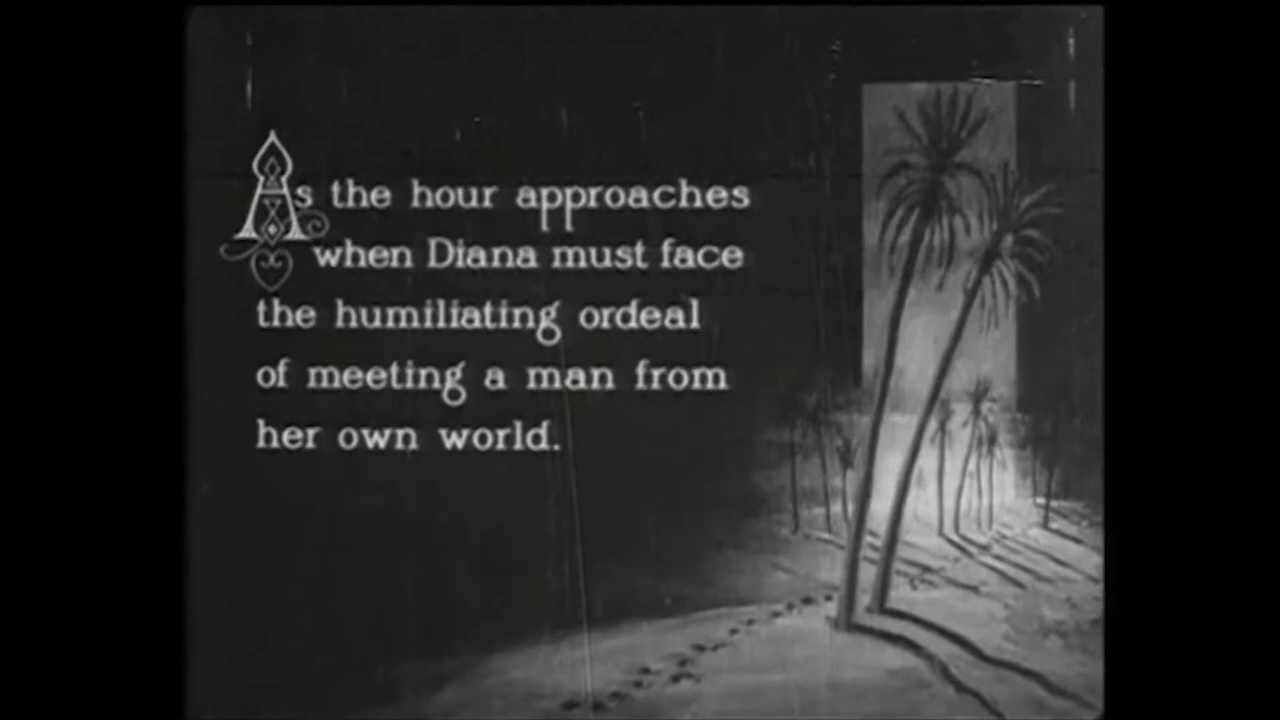 As the hour approaches
when Diana must face
the humiliating ordeal
of meeting a man from
her own world.